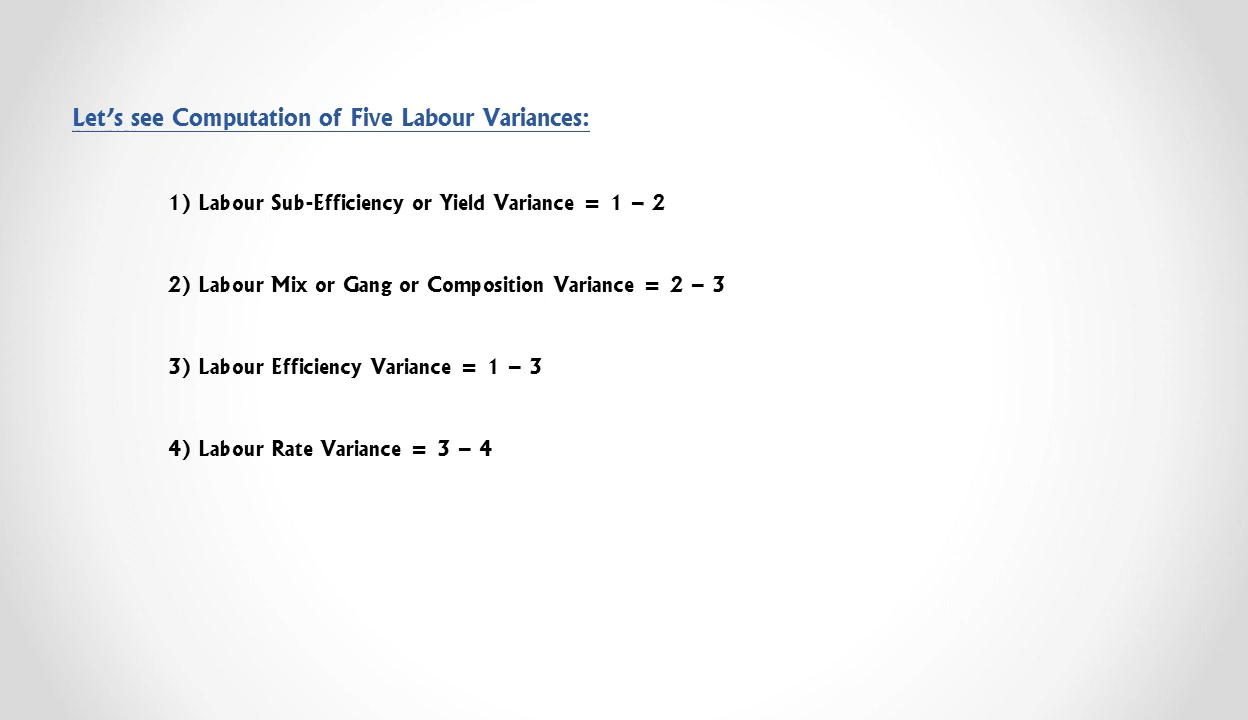 Let's see Computation of Five Labour Variances:
1) Labour Sub-Efficiency or Yield Variance = 1 – 2
2) Labour Mix or Gang or Composition Variance = 2 – 3
3) Labour Efficiency Variance = 1 – 3
4) Labour Rate Variance = 3 – 4